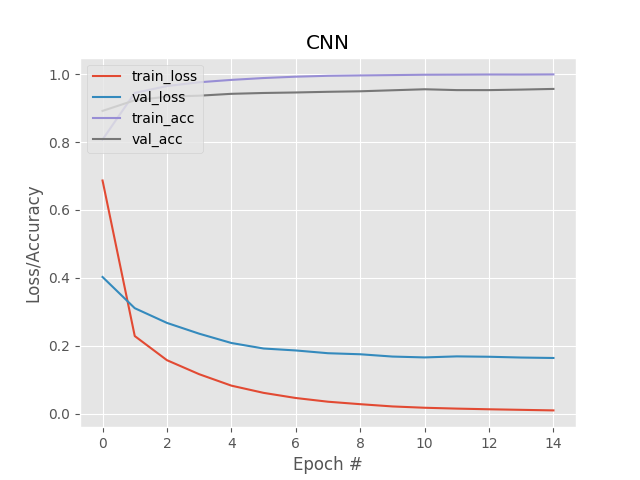 CNN
train_loss
val_loss
train_acc
val_acc
Loss/Accuracy
1.0
0.8
0.6
0.4
0.2
0.0
0 2 4 6 8 10 12 14
Epoch #